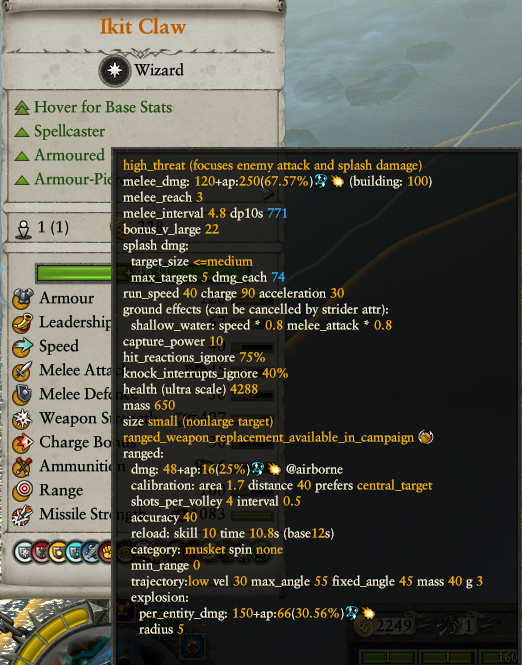 Ikit Claw
Wizard
Hover for Base Stats
Spellcaster
Armoured
Armour-Pie
1 (1)
Armour
Leadership
Speed
Melee Atta
Melee Defe
Weapon Str
Charge Bon
Ammunition
Range
Missile Str
high_threat (focuses enemy attack and splash damage)
melee_dmg: 120+ap:250(67.57%) (building: 100)
melee_reach 3
melee_interval 4.8 dp10s 771
bonus_v_large 22
splash dmg:
target_size <=medium
max_targets 5 dmg_each 74
run_speed 40 charge 90 acceleration 30
ground effects (can be cancelled by strider attr):
shallow_water: speed * 0.8 melee_attack * 0.8
capture_power 10
hit_reactions_ignore 75%
knock_interrupts_ignore 40%
health (ultra scale) 4288
mass 650
size small (nonlarge target)
ranged_weapon_replacement_available_in_campaign
ranged:
dmg: 48+ap:16(25%) @airborne
calibration: area 1.7 distance 40 prefers central_target
shots_per_volley 4 interval 0.5
accuracy 40
reload: skill 10 time 10.8s (base12s)
category: musket spin none
min_range 0
trajectory:low vel 30 max_angle 55 fixed_angle 45 mass 40 g 3
explosion:
per_entity_dmg: 150+ap:66(30.56%)
radius 5
2249
1
160